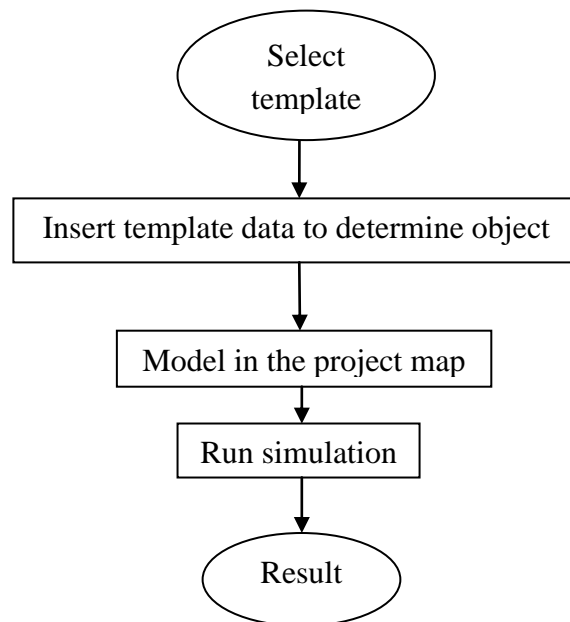 Select
template
Insert template data to determine object
Model in the project map
Run simulation
Result